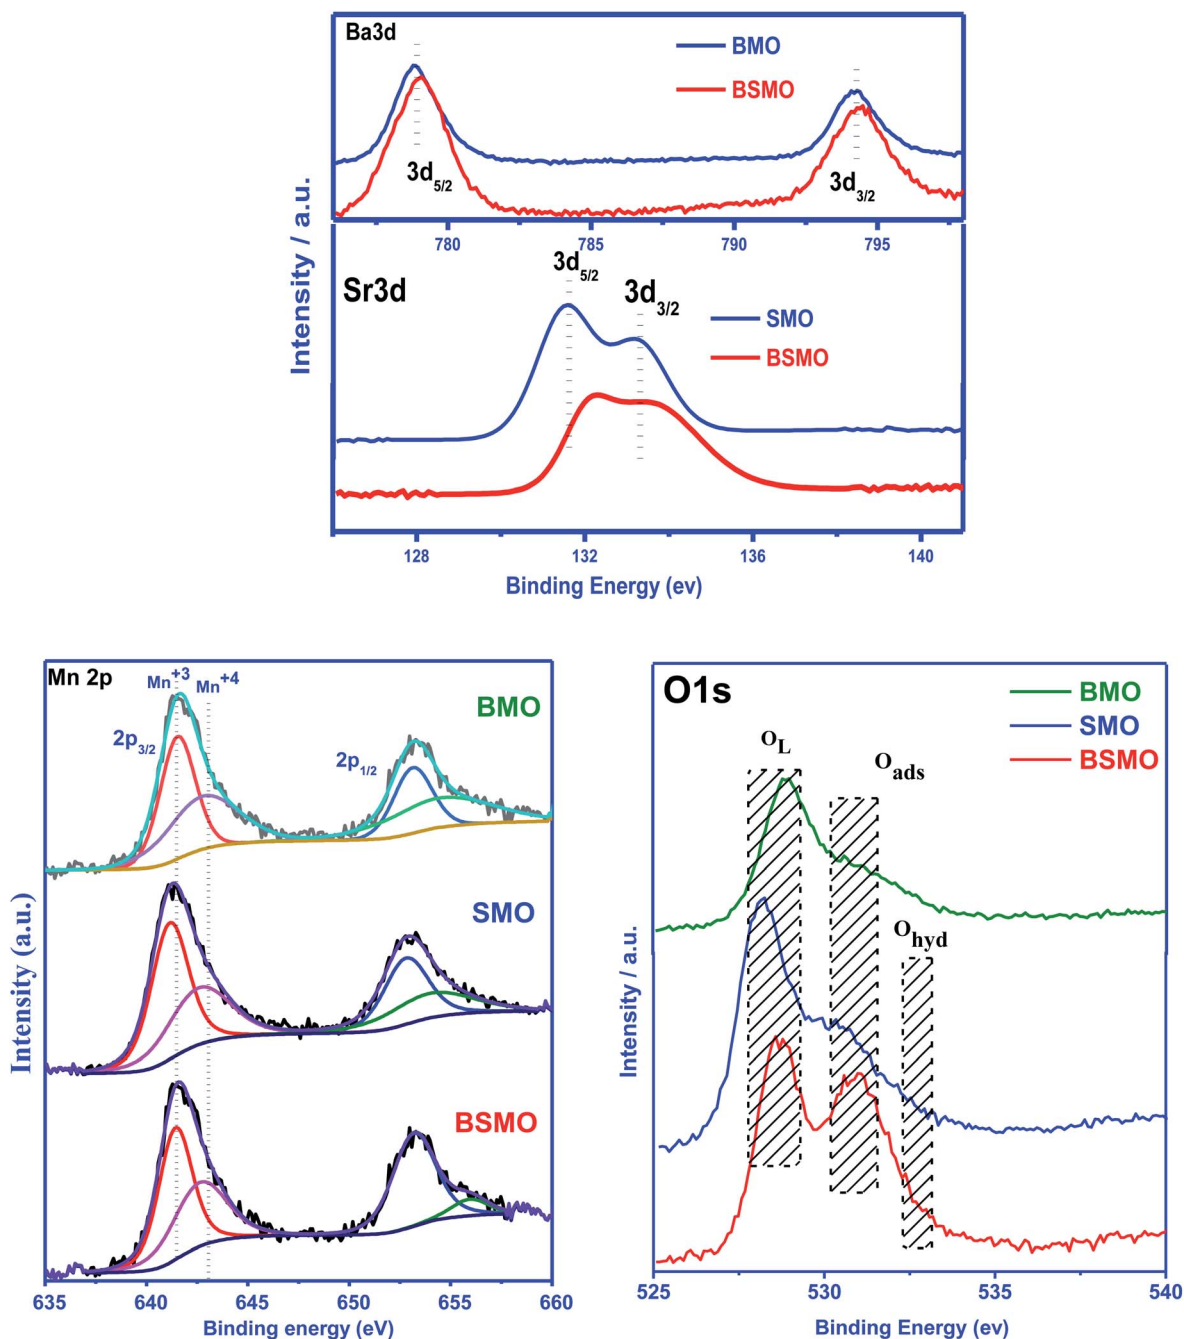 Ba3d
BMO
BSMO
3d5/2
3d3/2
780 785 790 795
Intensity / a.u.
Sr3d
3d5/2
3d3/2
SMO
BSMO
128 132 136 140
Binding Energy (ev)
Mn 2p
Mn+3
Mn+4
BMO
2p3/2
2p1/2
SMO
BSMO
Intensity (a.u.)
635 640 645 650 655 660
Binding energy (eV)
O1s
BMO
SMO
BSMO
OL
Oads
Ohyd
Intensity / a.u.
525 530 535 540
Binding Energy (ev)